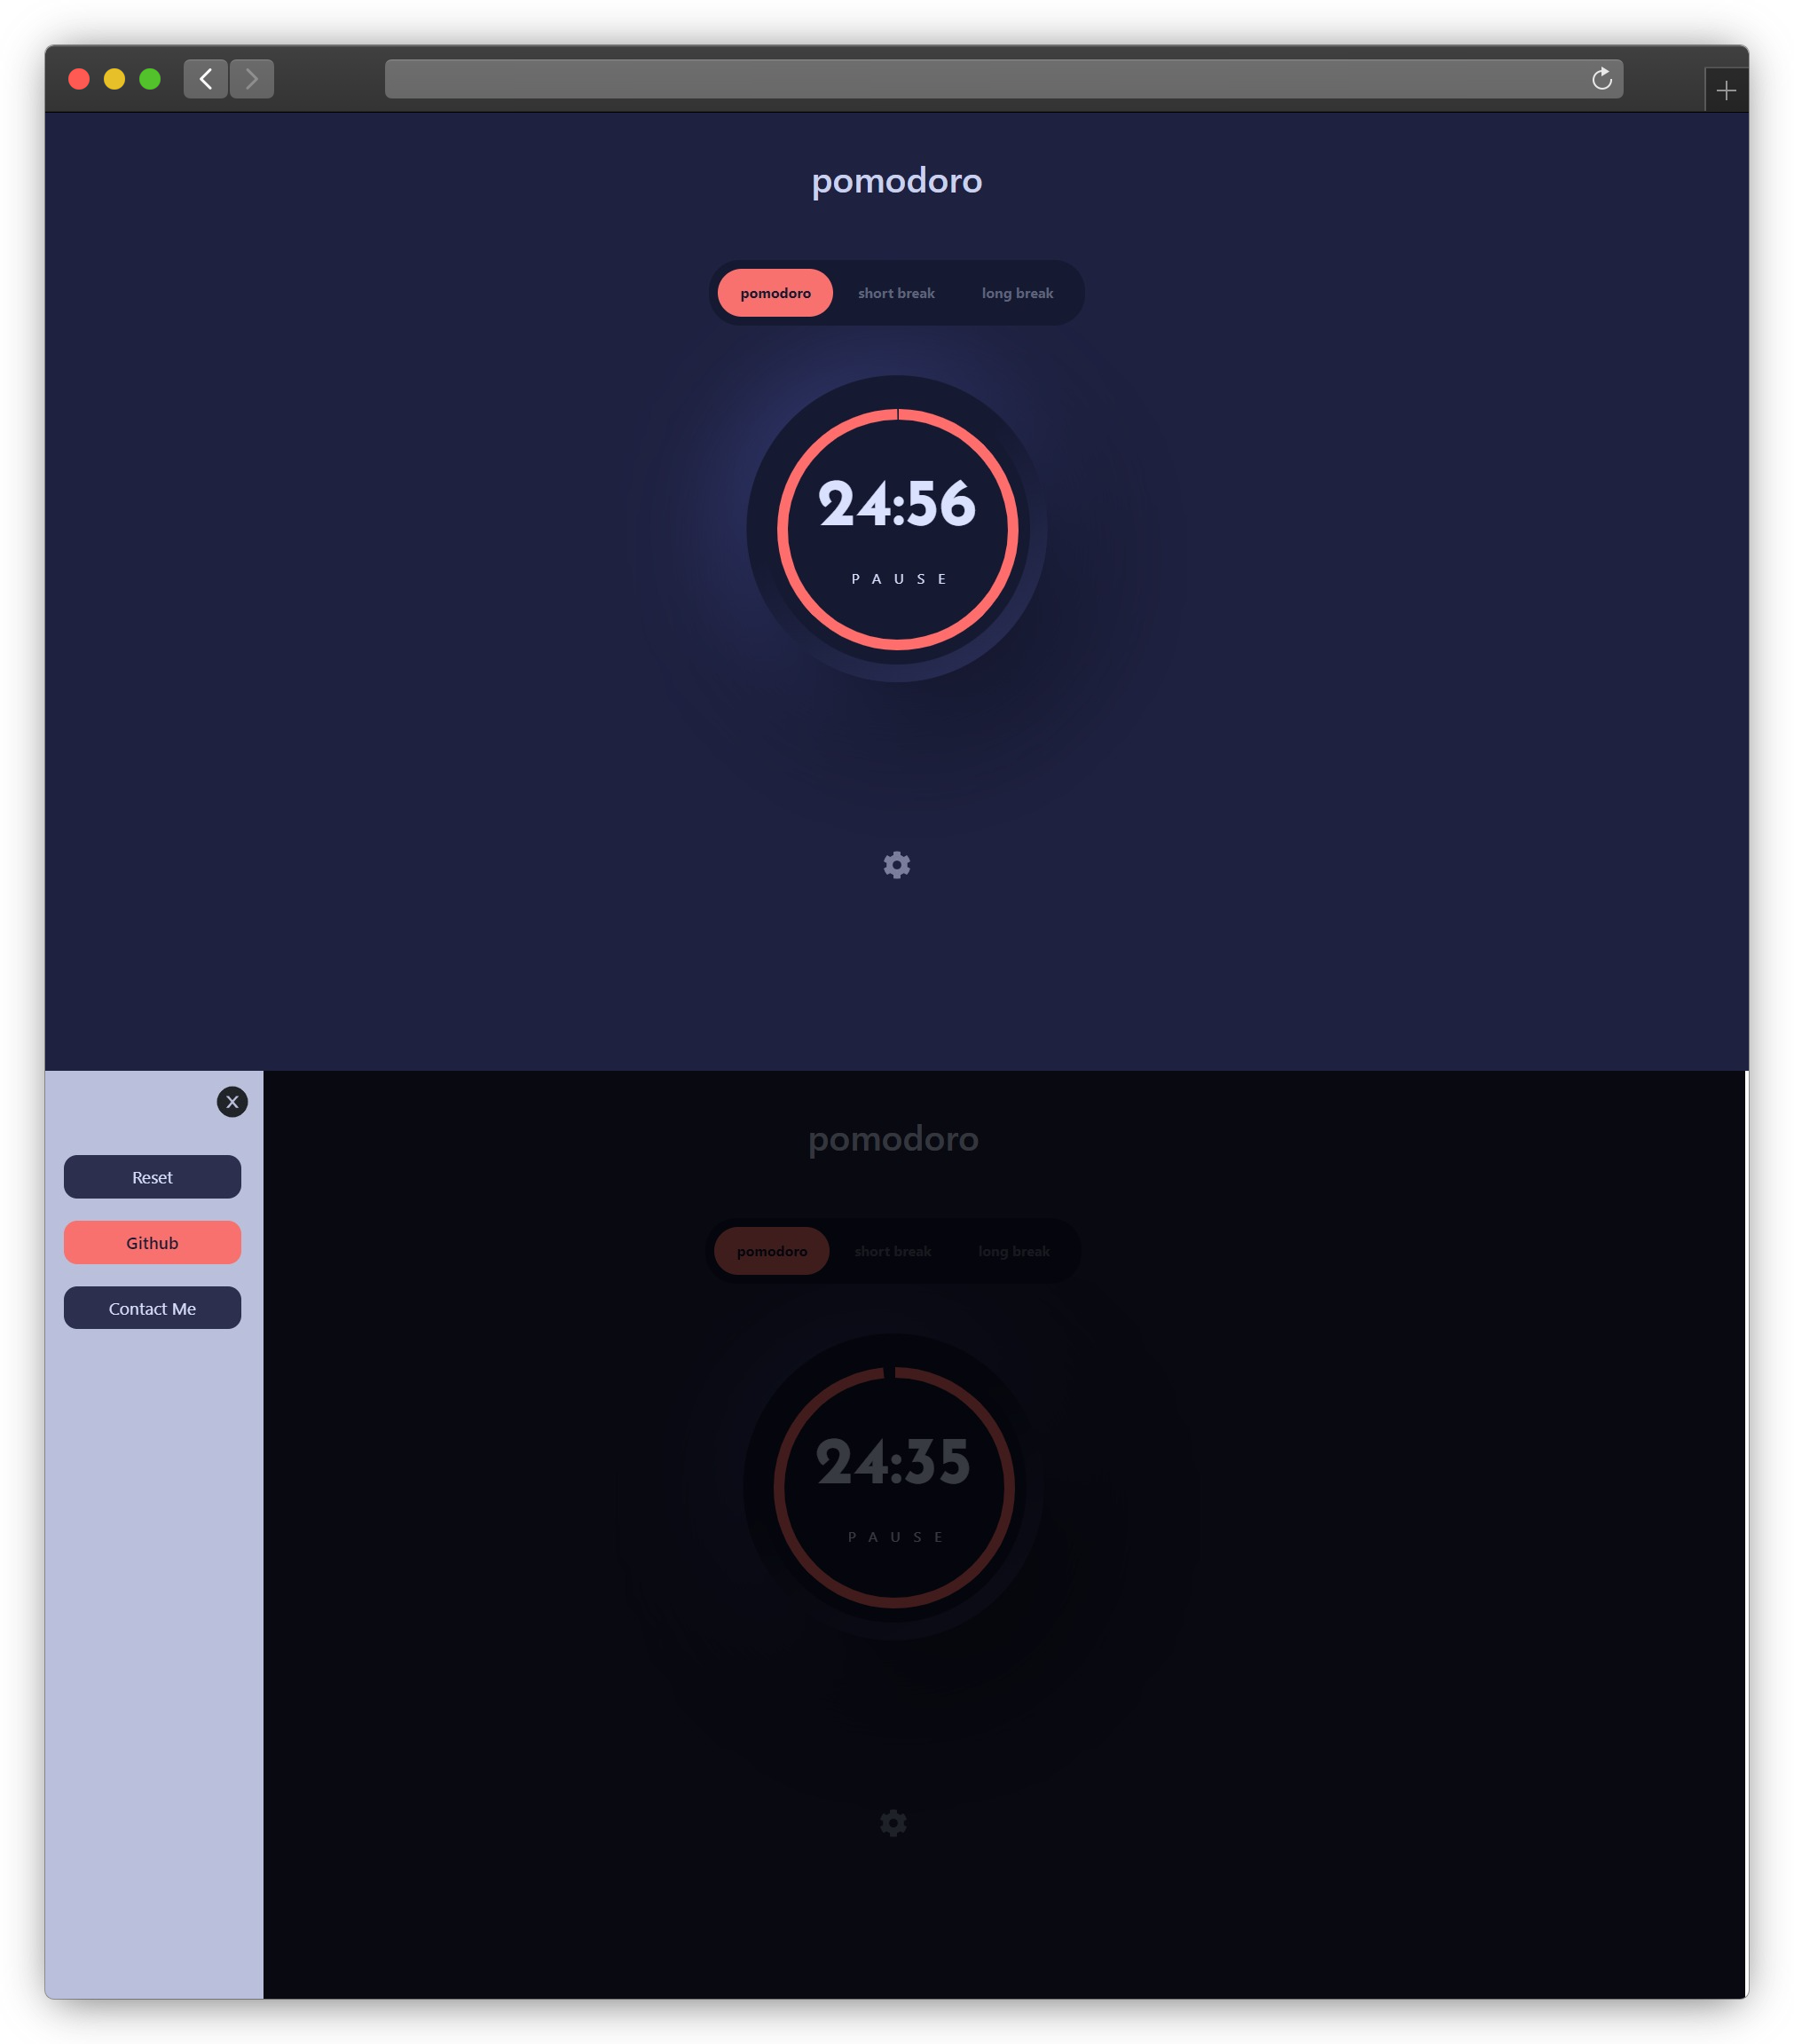 pomodoro
pomodoro short break long break
24:56
PAUSE
X
Reset
Github
Contact Me
pomodoro
pomodoro short break long break
24:35
PAUSE